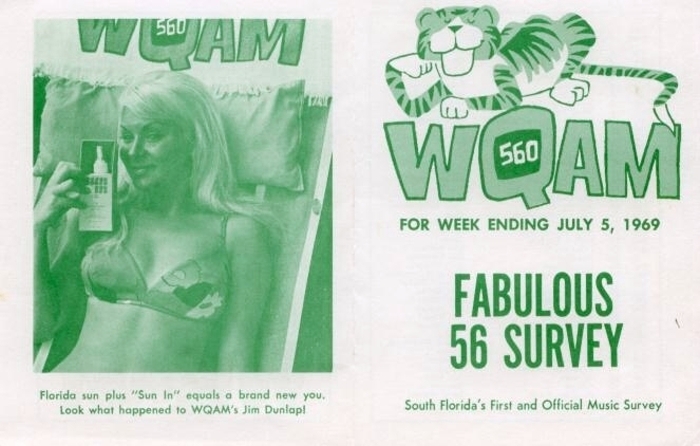 WQAM
560
Florida sun plus "Sun In" equals a brand new you.
Look what happened to WQAM's Jim Dunlap!
WQAM
560
FOR WEEK ENDING JULY 5, 1969
FABULOUS
56 SURVEY
South Florida's First and Official Music Survey